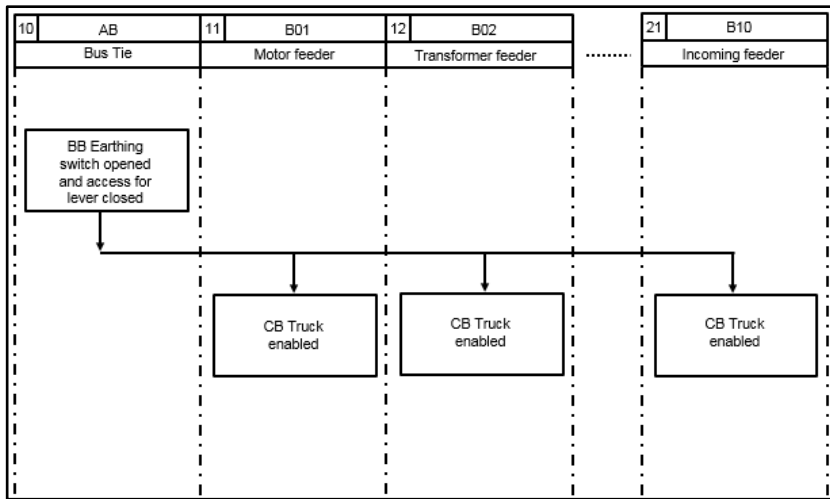 10 AB 11 B01 12 B02 21 B10
Bus Tie Motor feeder Transformer feeder ........... Incoming feeder
BB Earthing
switch opened
and access for
lever closed
CB Truck
enabled
CB Truck
enabled
CB Truck
enabled